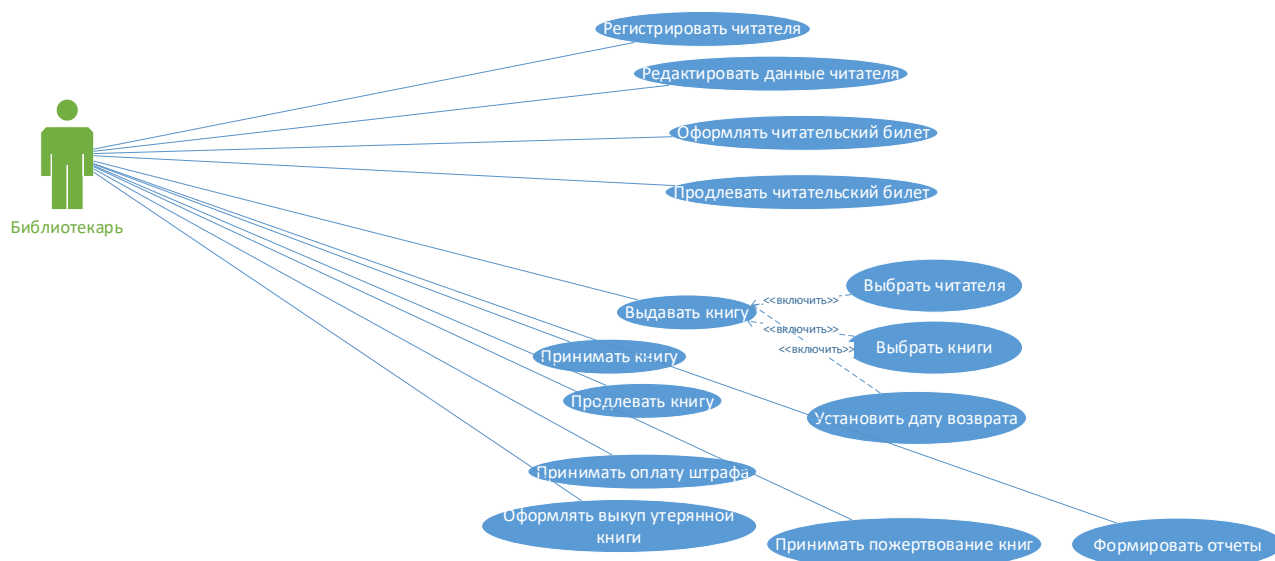 Регистрировать читателя
Редактировать данные читателя
Оформлять читательский билет
Продлевать читательский билет
Библиотекарь
Выбрать читателя
<<включить>>
Выдавать книгу
<<включить>>
Выбрать книги
<<включить>>
Принимать книгу
Продлевать книгу
Установить дату возврата
Принимать оплату штрафа
Оформлять выкуп утерянной
книги
Принимать пожертвование книг
Формировать отчеты